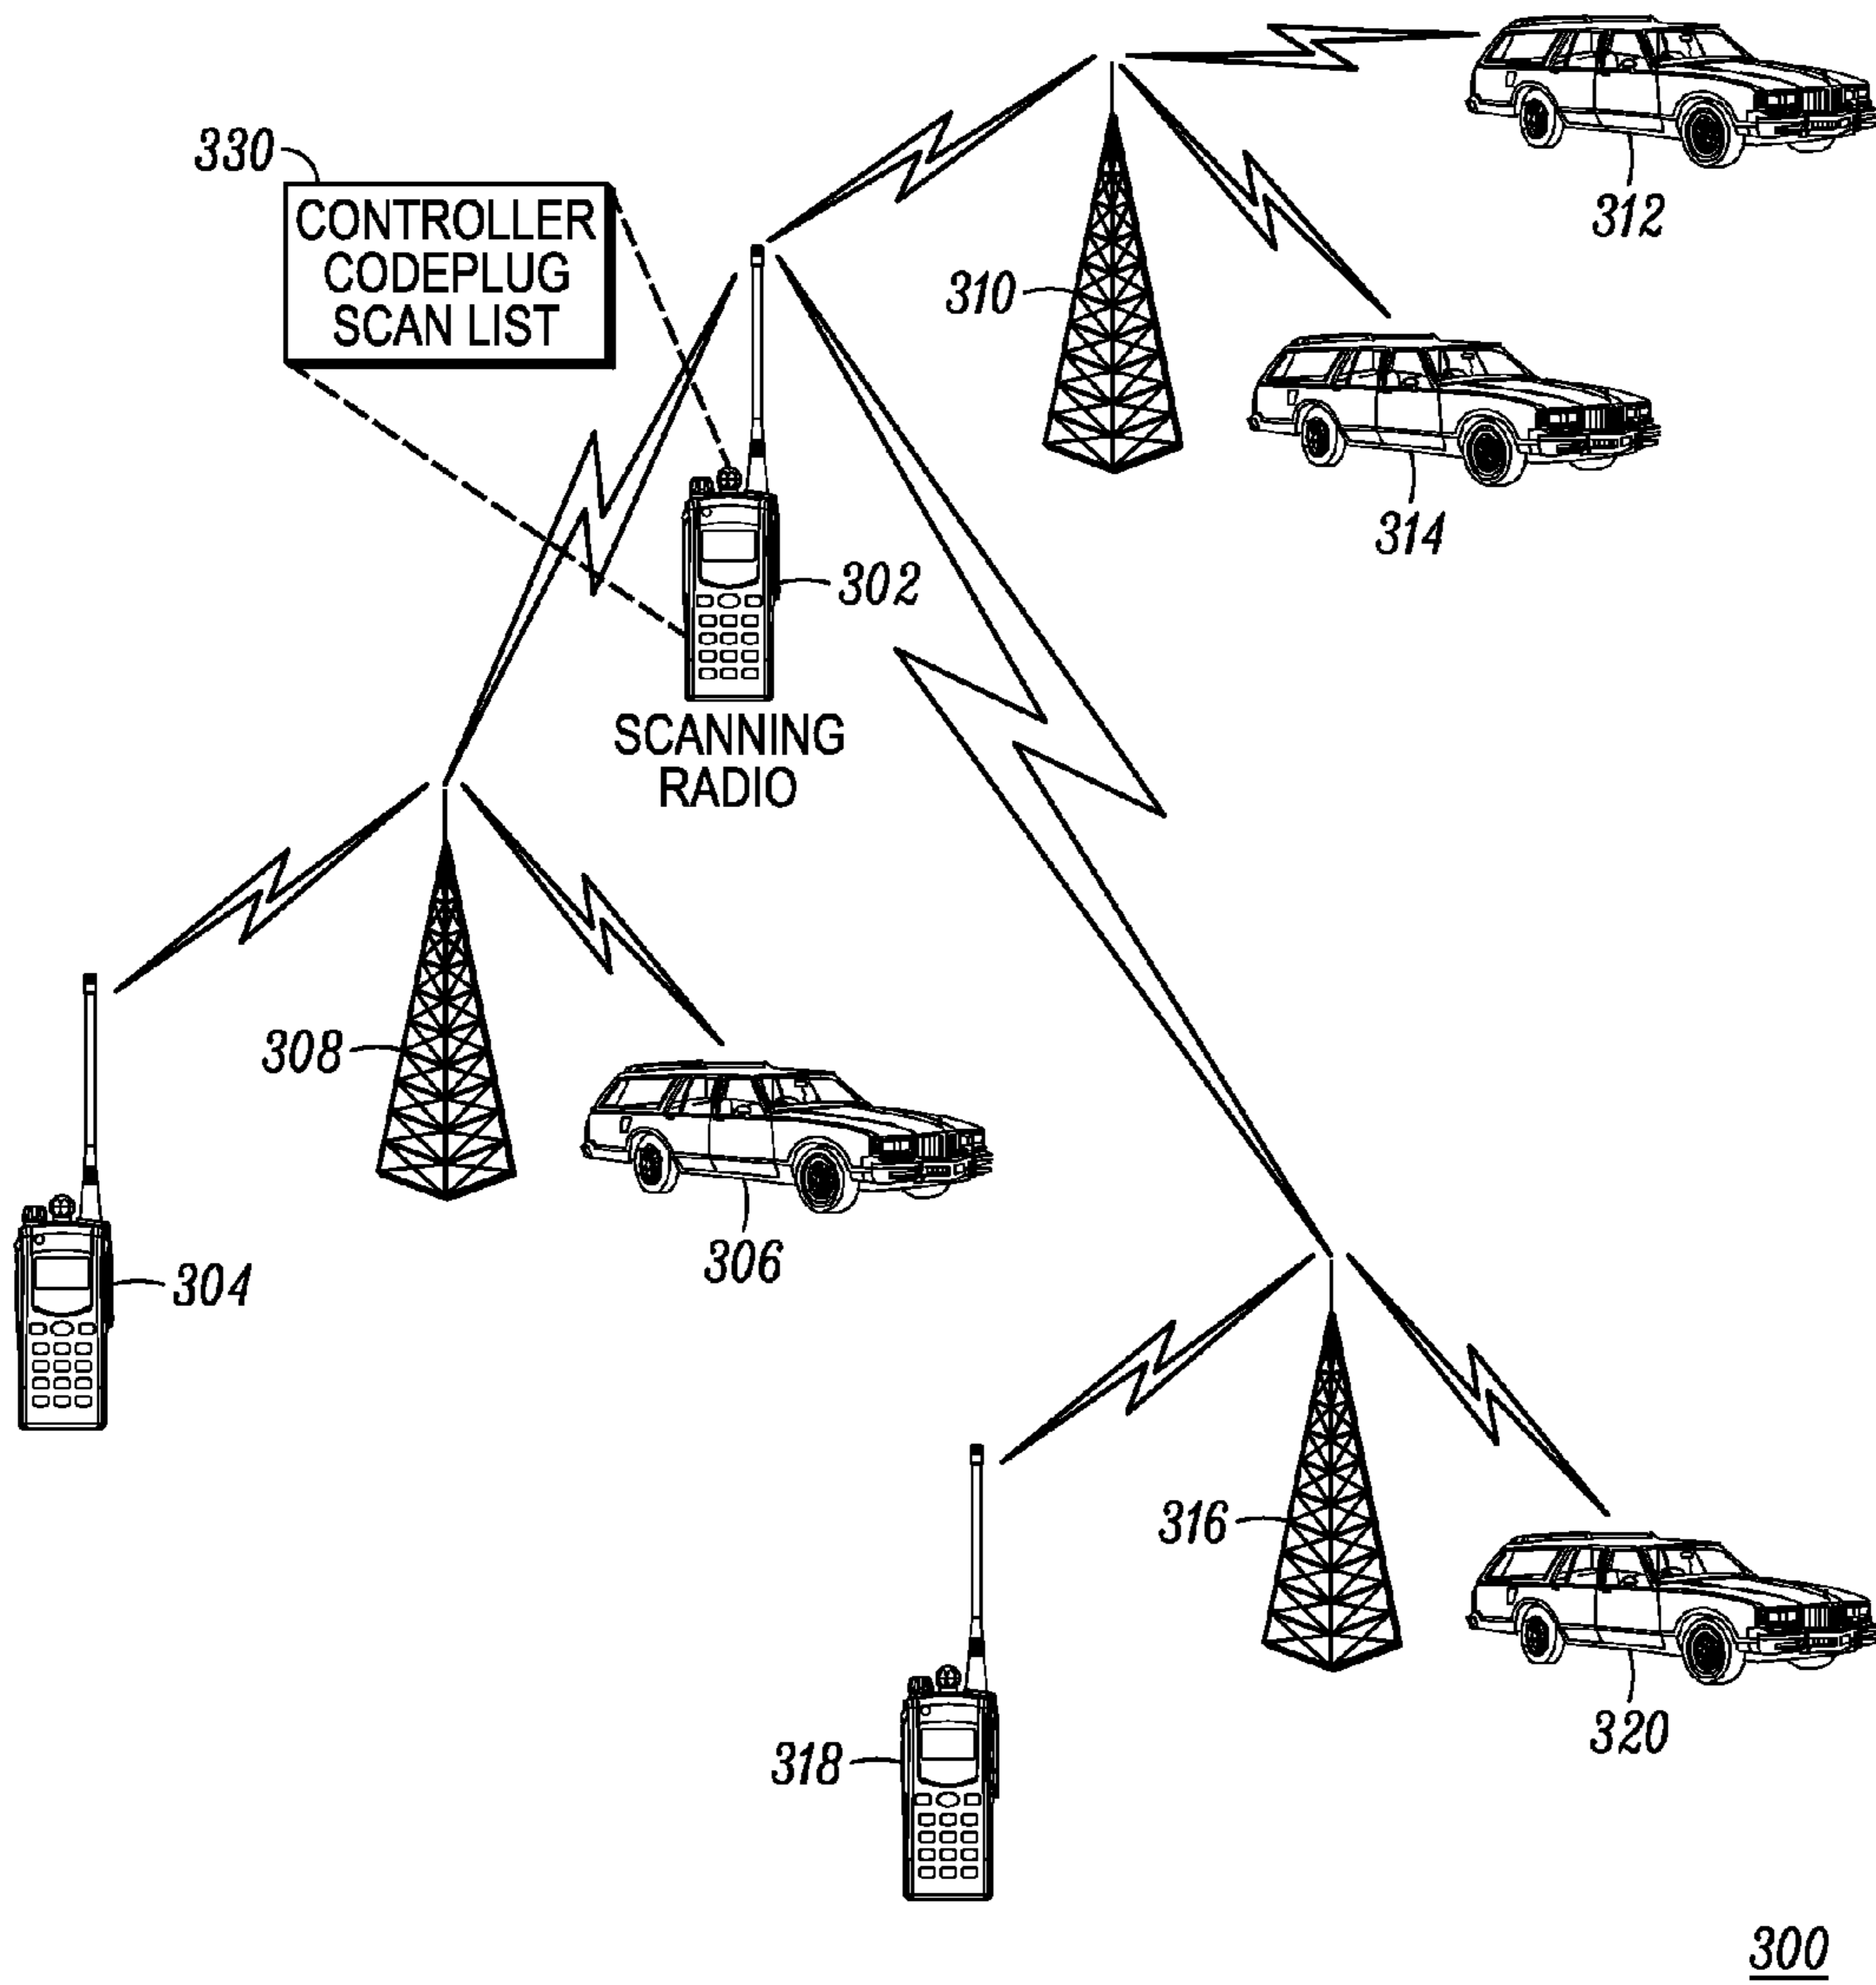 330
CONTROLLER
CODEPLUG
SCAN LIST
312
310
314
302
SCANNING
RADIO
308
306
304
316
320
318
300